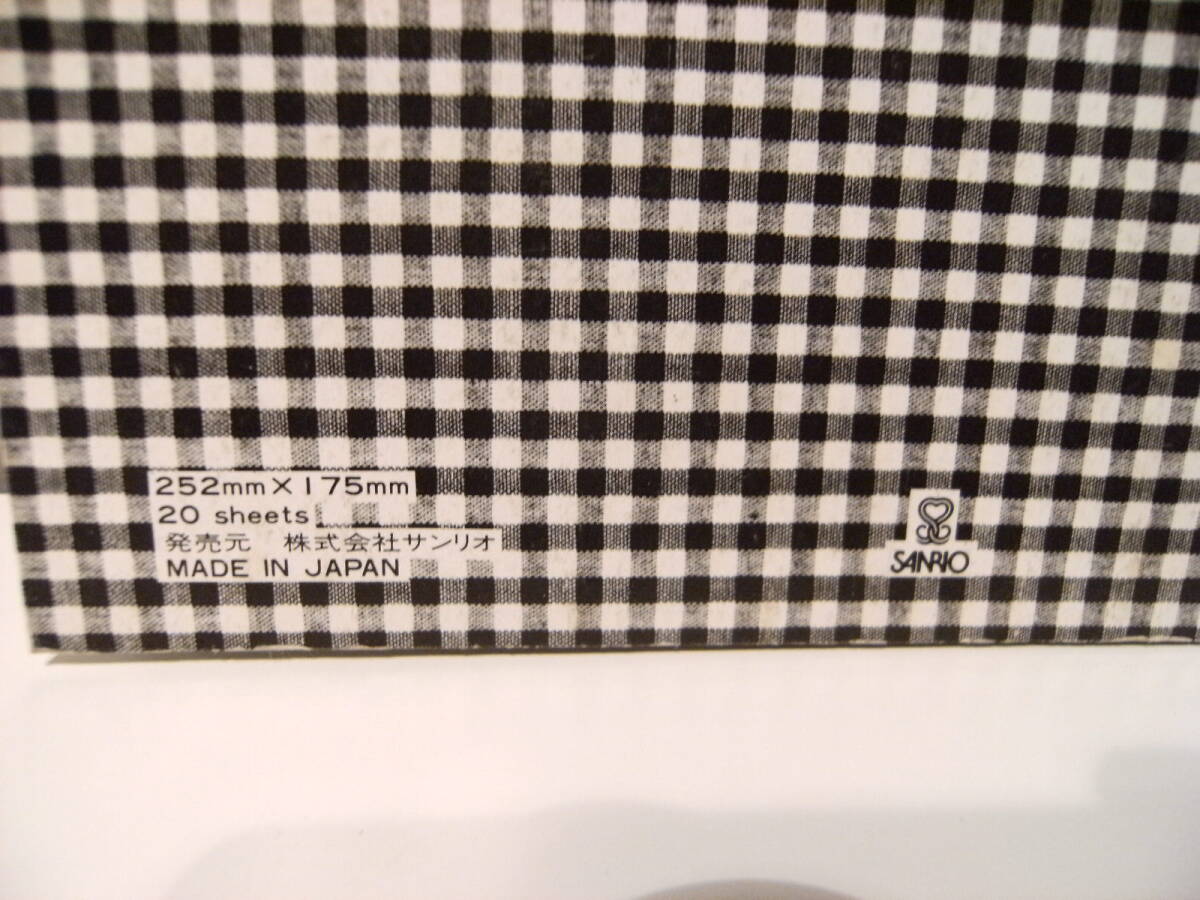 252mm×175mm
20 sheets
発売元　株式会社サンリオ
MADE IN JAPAN
SANRIO